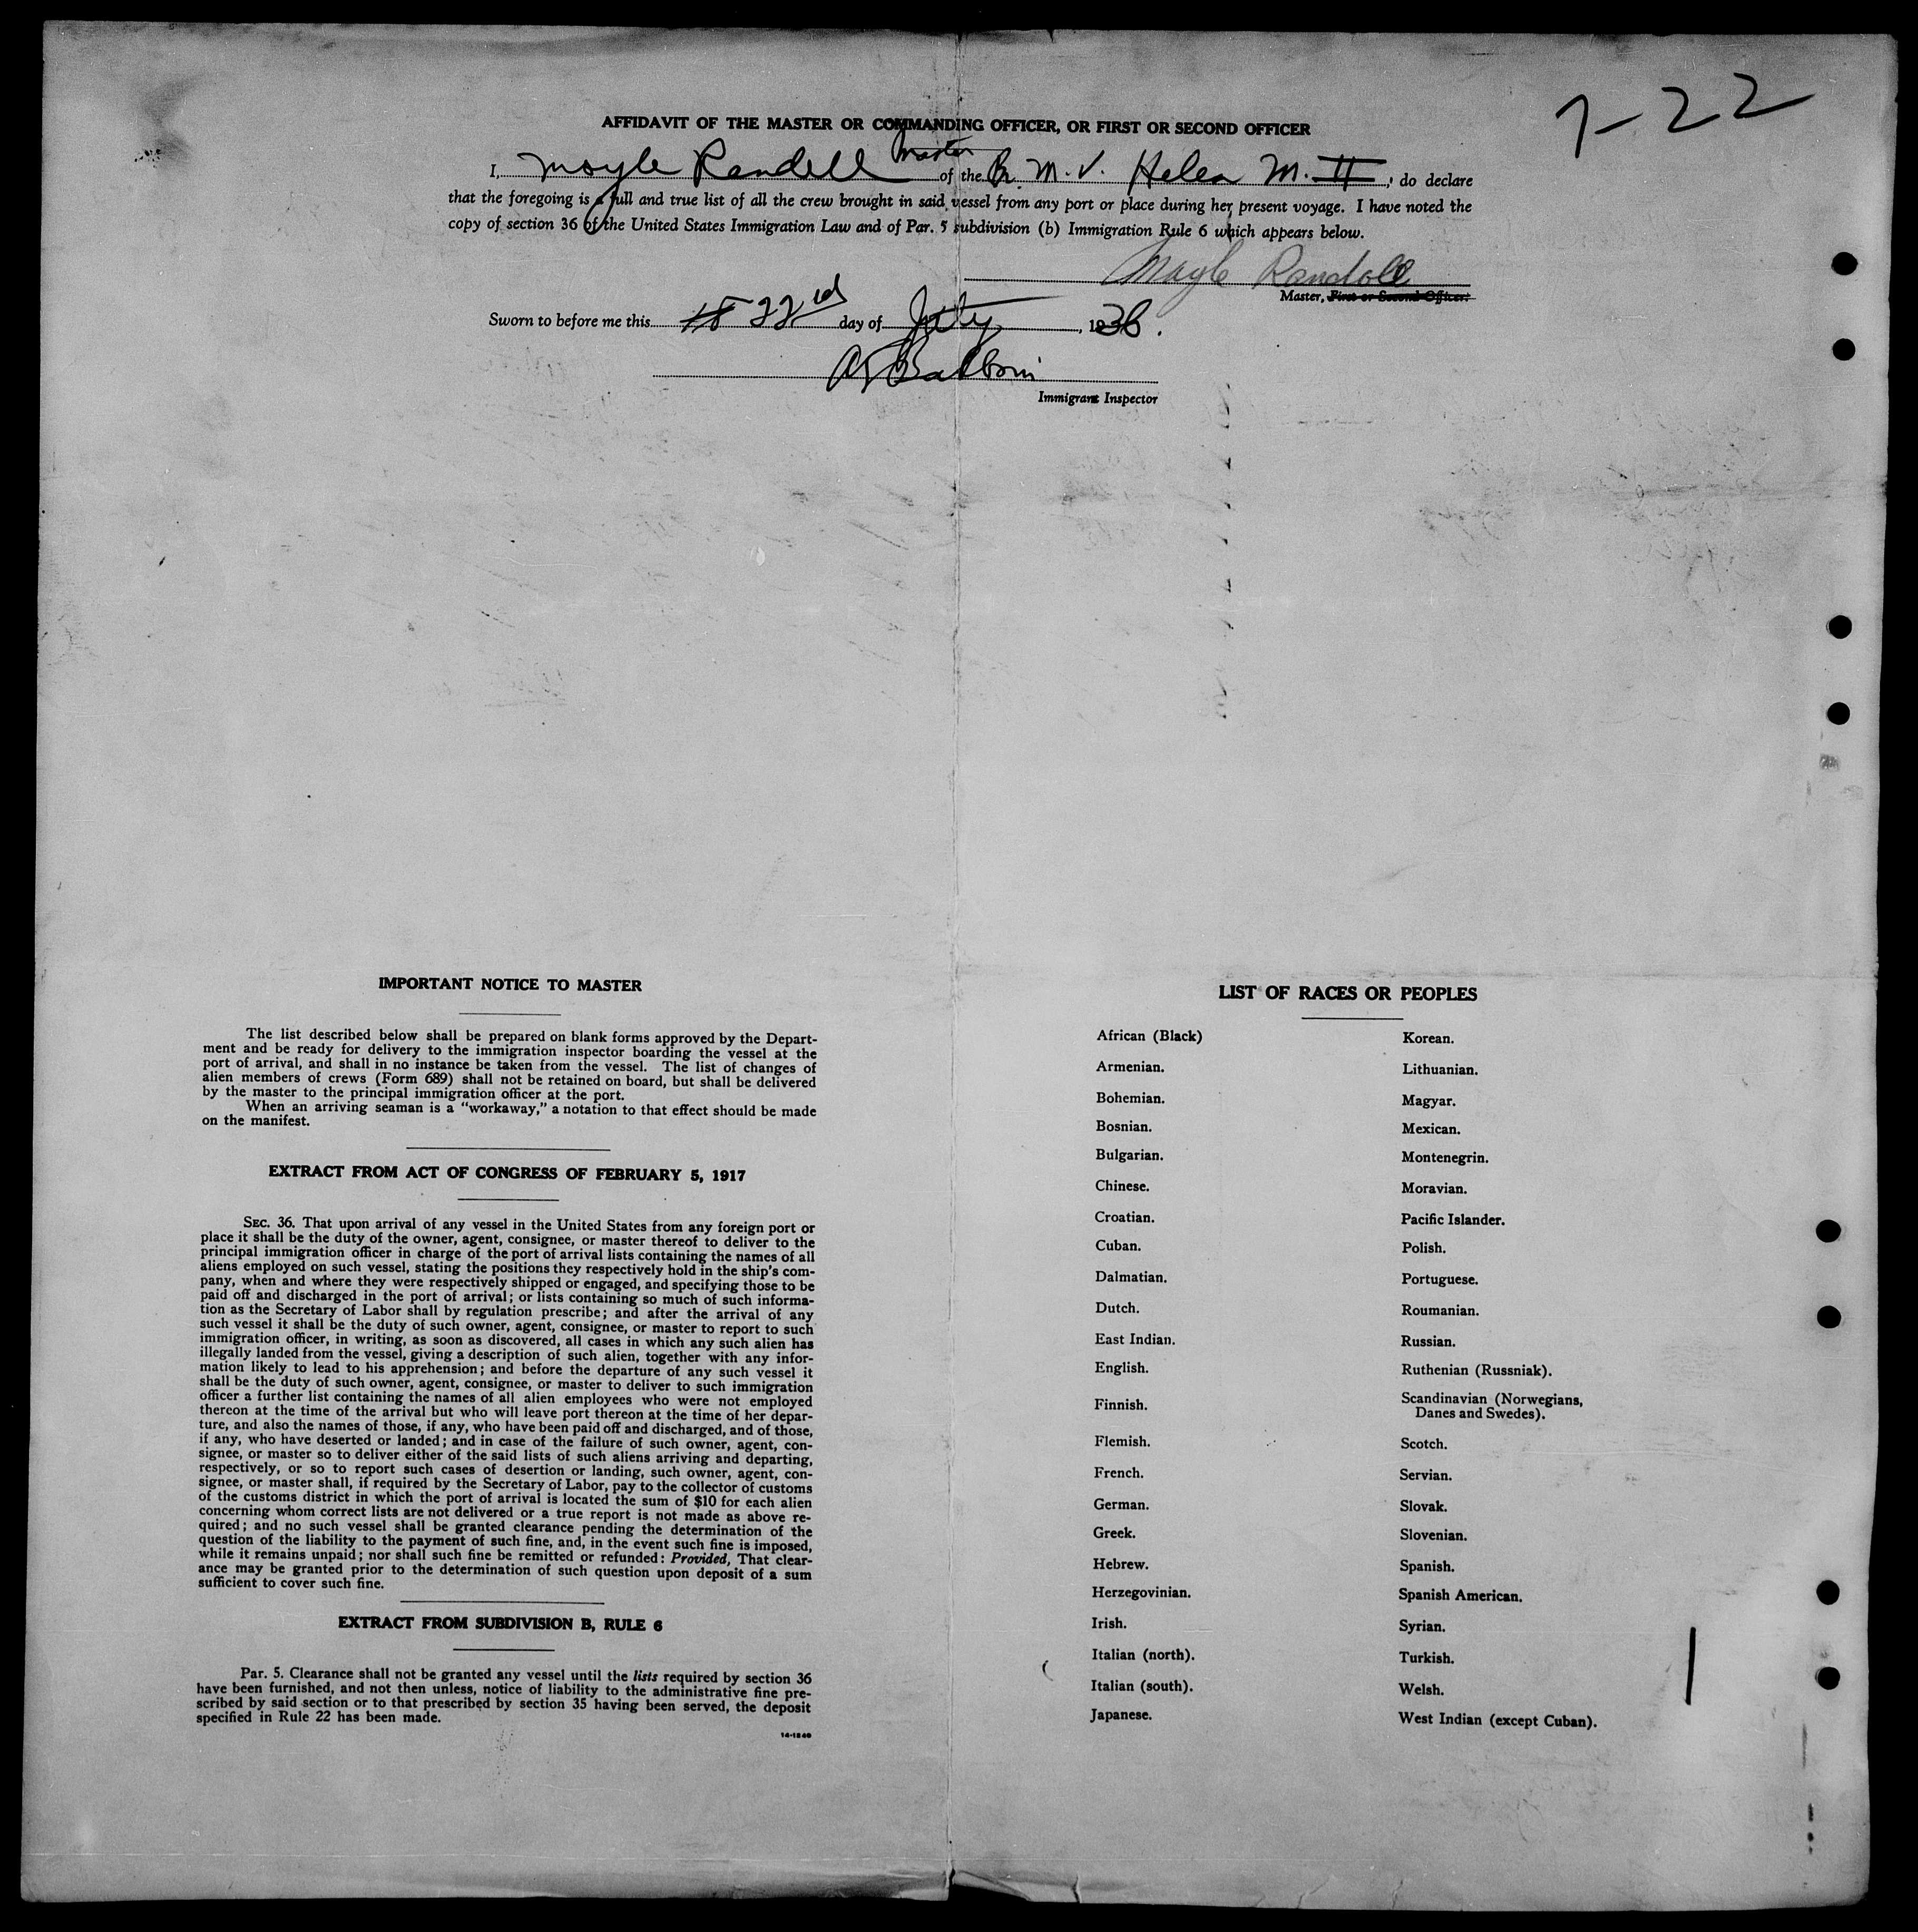 7-22
AFFIDAVIT OF THE MASTER OR COMMANDING OFFICER, OR FIRST OR SECOND OFFICER
Master
I, Moyle Randell of the Br. M. V. Helen M. II, do declare
that the foregoing is a full and true list of all the crew brought in said vessel from any port or place during her present voyage. I have noted the
copy of section 36 of the United States Immigration Law and of Par. 5 subdivision (b) Immigration Rule 6 which appears below.
Moyle Randell
Master, First or Second Officer.
Sworn to before me this 22nd day of July, 1936.
Immigrant Inspector
IMPORTANT NOTICE TO MASTER
The list described below shall be prepared on blank forms approved by the Depart-
ment and be ready for delivery to the immigration inspector boarding the vessel at the
port of arrival, and shall in no instance be taken from the vessel. The list of changes of
alien members of crews (Form 689) shall not be retained on board, but shall be delivered
by the master to the principal immigration officer at the port.
When an arriving seaman is a "workaway," a notation to that effect should be made
on the manifest.
EXTRACT FROM ACT OF CONGRESS OF FEBRUARY 5, 1917
SEC. 36. That upon arrival of any vessel in the United States from any foreign port or
place it shall be the duty of the owner, agent, consignee, or master thereof to deliver to the
principal immigration officer in charge of the port of arrival lists containing the names of all
aliens employed on such vessel, stating the positions they respectively hold in the ship's com-
pany, when and where they were respectively shipped or engaged, and specifying those to be
paid off and discharged in the port of arrival; or lists containing so much of such informa-
tion as the Secretary of Labor shall by regulation prescribe; and after the arrival of any
such vessel it shall be the duty of such owner, agent, consignee, or master to report to such
immigration officer, in writing, as soon as discovered, all cases in which any such alien has
illegally landed from the vessel, giving a description of such alien, together with any infor-
mation likely to lead to his apprehension; and before the departure of any such vessel it
shall be the duty of such owner, agent, consignee, or master to deliver to such immigration
officer a further list containing the names of all alien employees who were not employed
thereon at the time of the arrival but who will leave port thereon at the time of her depar-
ture, and also the names of those, if any, who have been paid off and discharged, and of those,
if any, who have deserted or landed; and in case of the failure of such owner, agent, con-
signee, or master so to deliver either of the said lists of such aliens arriving and departing,
respectively, or so to report such cases of desertion or landing, such owner, agent, con-
signee, or master shall, if required by the Secretary of Labor, pay to the collector of customs
of the customs district in which the port of arrival is located the sum of $10 for each alien
concerning whom correct lists are not delivered or a true report is not made as above re-
quired; and no such vessel shall be granted clearance pending the determination of the
question of the liability to the payment of such fine, and, in the event such fine is imposed,
while it remains unpaid; nor shall such fine be remitted or refunded: Provided, That clear-
ance may be granted prior to the determination of such question upon deposit of a sum
sufficient to cover such fine.
EXTRACT FROM SUBDIVISION B, RULE 6
Par. 5. Clearance shall not be granted any vessel until the lists required by section 36
have been furnished, and not then unless, notice of liability to the administrative fine pre-
scribed by said section or to that prescribed by section 35 having been served, the deposit
specified in Rule 22 has been made.
14-1240
LIST OF RACES OR PEOPLES
African (Black)
Armenian.
Bohemian.
Bosnian.
Bulgarian.
Chinese.
Croatian.
Cuban.
Dalmatian.
Dutch.
East Indian.
English.
Finnish.
Flemish.
French.
German.
Greek.
Hebrew.
Herzegovinian.
Irish.
Italian (north).
Italian (south).
Japanese.
Korean.
Lithuanian.
Magyar.
Mexican.
Montenegrin.
Moravian.
Pacific Islander.
Polish.
Portuguese.
Roumanian.
Russian.
Ruthenian (Russniak).
Scandinavian (Norwegians,
Danes and Swedes).
Scotch.
Servian.
Slovak.
Slovenian.
Spanish.
Spanish American.
Syrian.
Turkish.
Welsh.
West Indian (except Cuban).